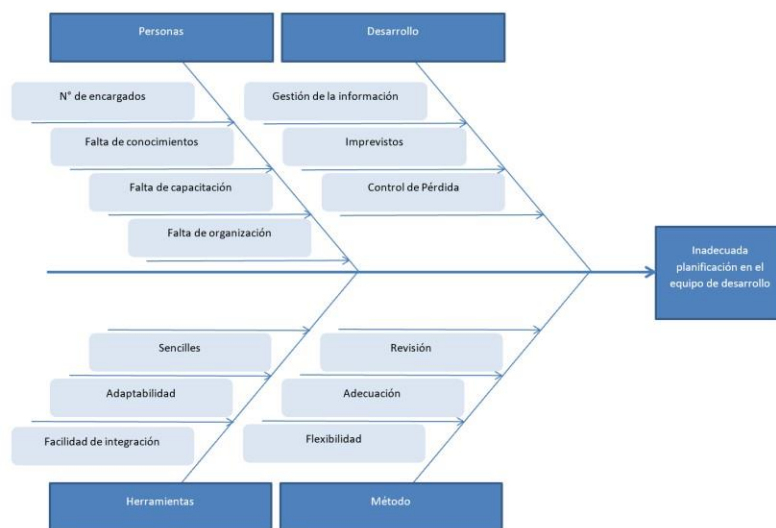 Personas
Desarrollo
N° de encargados
Gestión de la información
Falta de conocimientos
Imprevistos
Falta de capacitación
Control de Pérdida
Falta de organización
Inadecuada
planificación en el
equipo de desarrollo
Sencilles
Revisión
Adaptabilidad
Adecuación
Facilidad de integración
Flexibilidad
Herramientas
Método